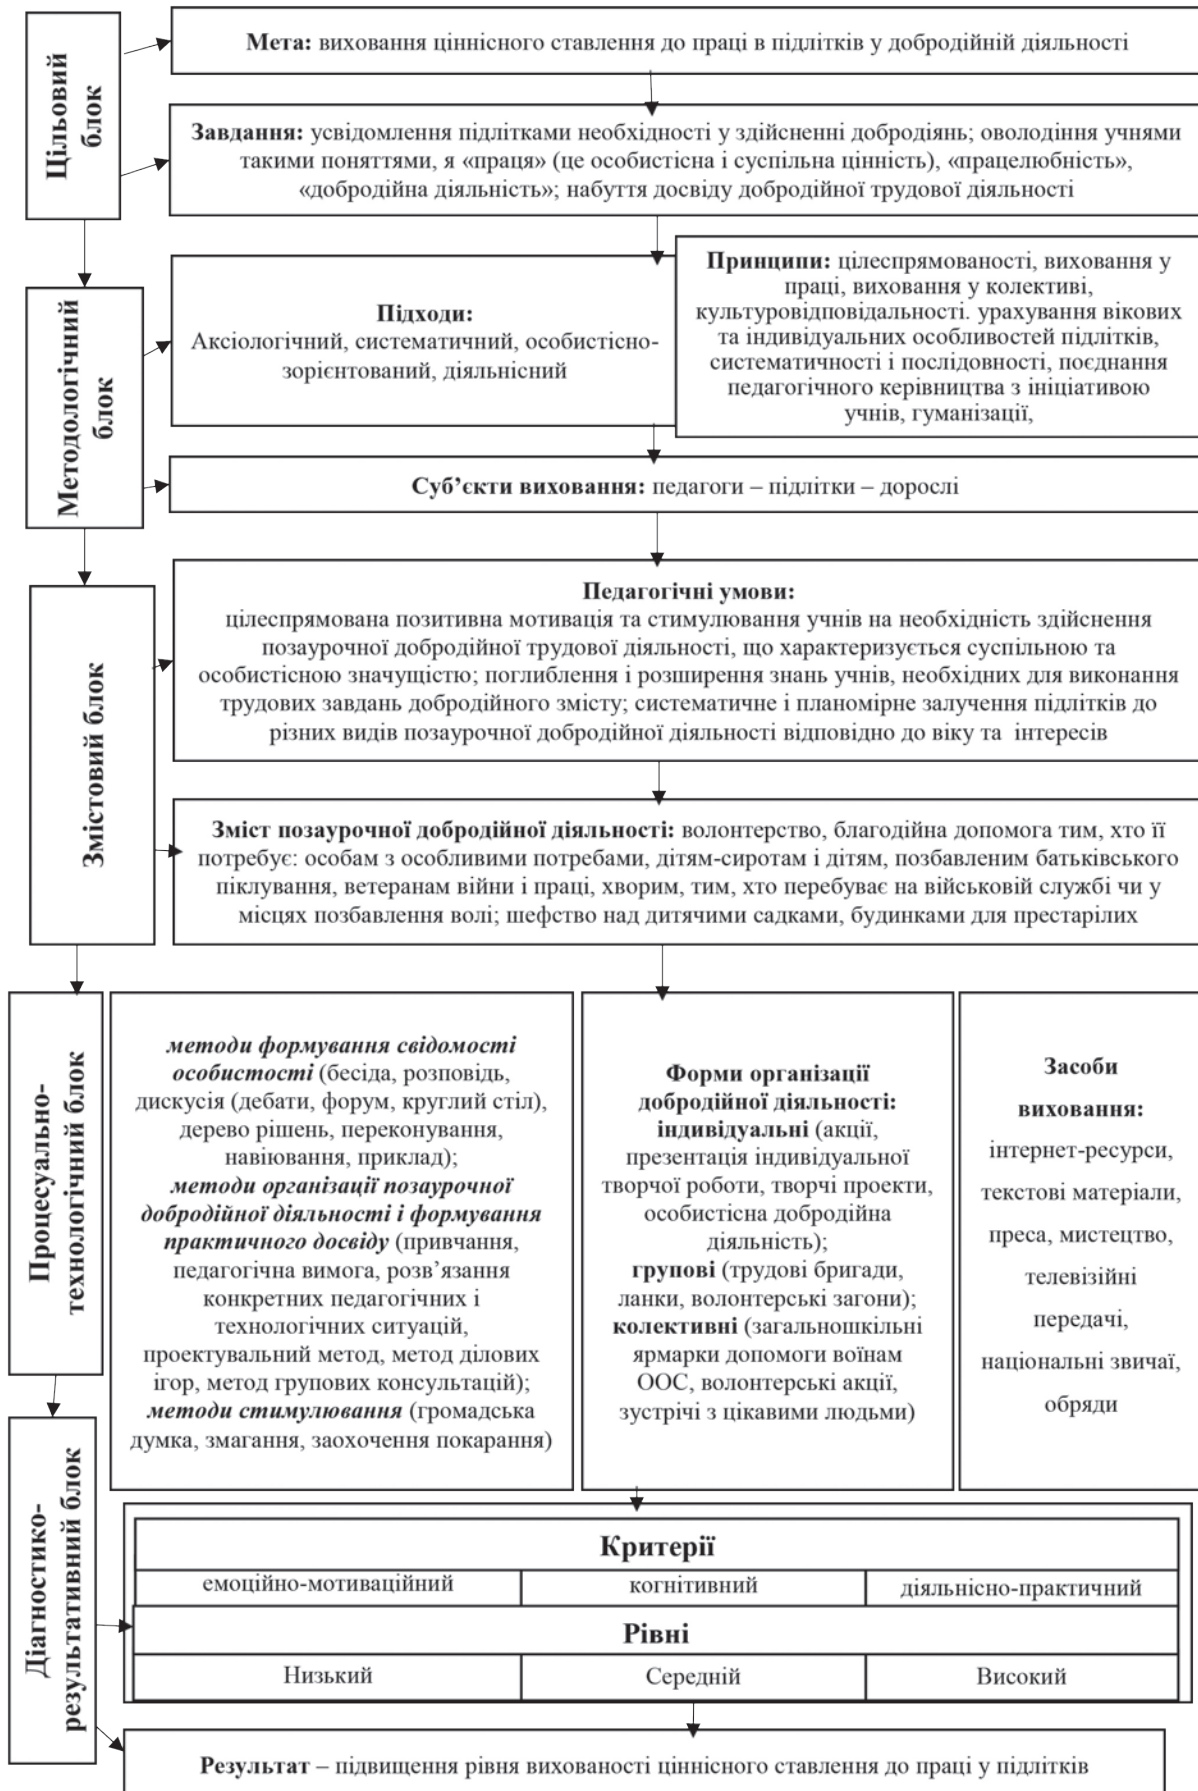 Цільовий
блок
Мета: виховання ціннісного ставлення до праці в підлітків у добродійній діяльності
Завдання: усвідомлення підлітками необхідності у здійсненні добродіянь; оволодіння учнями
такими поняттями, я «праця» (це особистісна і суспільна цінність), «працелюбність»,
«добродійна діяльність»; набуття досвіду добродійної трудової діяльності
Методологічний
блок
Підходи:
Аксіологічний, систематичний, особистісно-
зорієнтований, діяльнісний
Принципи: цілеспрямованості, виховання у
праці, виховання у колективі,
культуровідповідальності. урахування вікових
та індивідуальних особливостей підлітків,
систематичності і послідовності, поєднання
педагогічного керівництва з ініціативою
учнів, гуманізації,
Суб’єкти виховання: педагоги – підлітки – дорослі
Змістовий блок
Педагогічні умови:
цілеспрямована позитивна мотивація та стимулювання учнів на необхідність здійснення
позаурочної добродійної трудової діяльності, що характеризується суспільною та
особистісною значущістю; поглиблення і розширення знань учнів, необхідних для виконання
трудових завдань добродійного змісту; систематичне і планомірне залучення підлітків до
різних видів позаурочної добродійної діяльності відповідно до віку та інтересів
Зміст позаурочної добродійної діяльності: волонтерство, благодійна допомога тим, хто її
потребує: особам з особливими потребами, дітям-сиротам і дітям, позбавленим батьківського
піклування, ветеранам війни і праці, хворим, тим, хто перебуває на військовій службі чи у
місцях позбавлення волі; шефство над дитячими садками, будинками для престарілих
Процесуально-
технологічний блок
методи формування свідомості
особистості (бесіда, розповідь,
дискусія (дебати, форум, круглий стіл),
дерево рішень, переконування,
навіювання, приклад);
методи організації позаурочної
добродійної діяльності і формування
практичного досвіду (привчання,
педагогічна вимога, розв’язання
конкретних педагогічних і
технологічних ситуацій,
проектувальний метод, метод ділових
ігор, метод групових консультацій);
методи стимулювання (громадська
думка, змагання, заохочення покарання)
Форми організації
добродійної діяльності:
індивідуальні (акції,
презентація індивідуальної
творчої роботи, творчі проекти,
особистісна добродійна
діяльність);
групові (трудові бригади,
ланки, волонтерські загони);
колективні (загальношкільні
ярмарки допомоги воїнам
ООС, волонтерські акції,
зустрічі з цікавими людьми)
Засоби
виховання:
інтернет-ресурси,
текстові матеріали,
преса, мистецтво,
телевізійні
передачі,
національні звичаї,
обряди
Діагностико-
результативний блок
Критерії
емоційно-мотиваційний
когнітивний
діяльнісно-практичний
Рівні
Низький
Середній
Високий
Результат – підвищення рівня вихованості ціннісного ставлення до праці у підлітків